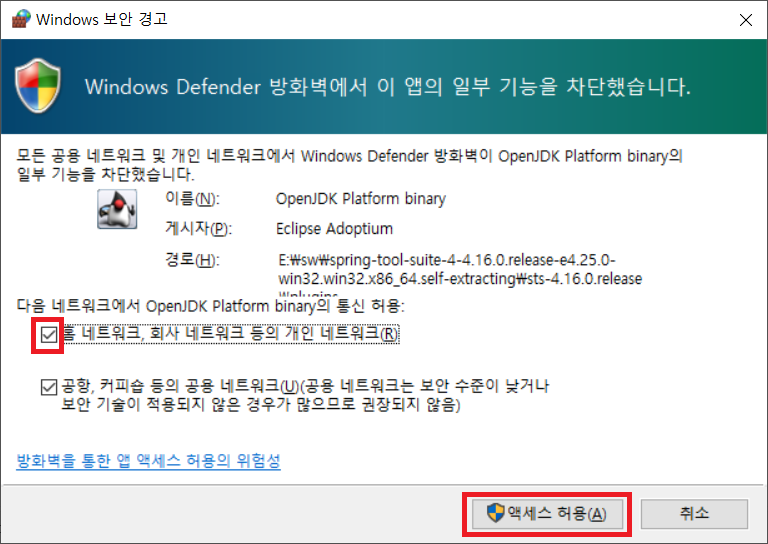 Windows 보안 경고
Windows Defender 방화벽에서 이 앱의 일부 기능을 차단했습니다.
모든 공용 네트워크 및 개인 네트워크에서 Windows Defender 방화벽이 OpenJDK Platform binary의
일부 기능을 차단했습니다.
이름(N): OpenJDK Platform binary
게시자(P): Eclipse Adoptium
경로(H): E:₩sw₩spring-tool-suite-4-4.16.0.release-e4.25.0-
win32.win32.x86_64.self-extracting₩sts-4.16.0.release
₩plugins
다음 네트워크에서 OpenJDK Platform binary의 통신 허용:
홈 네트워크, 회사 네트워크 등의 개인 네트워크(R)
공항, 커피숍 등의 공용 네트워크(U)(공용 네트워크는 보안 수준이 낮거나
보안 기술이 적용되지 않은 경우가 많으므로 권장되지 않음)
방화벽을 통한 앱 액세스 허용의 위험성
액세스 허용(A) 취소